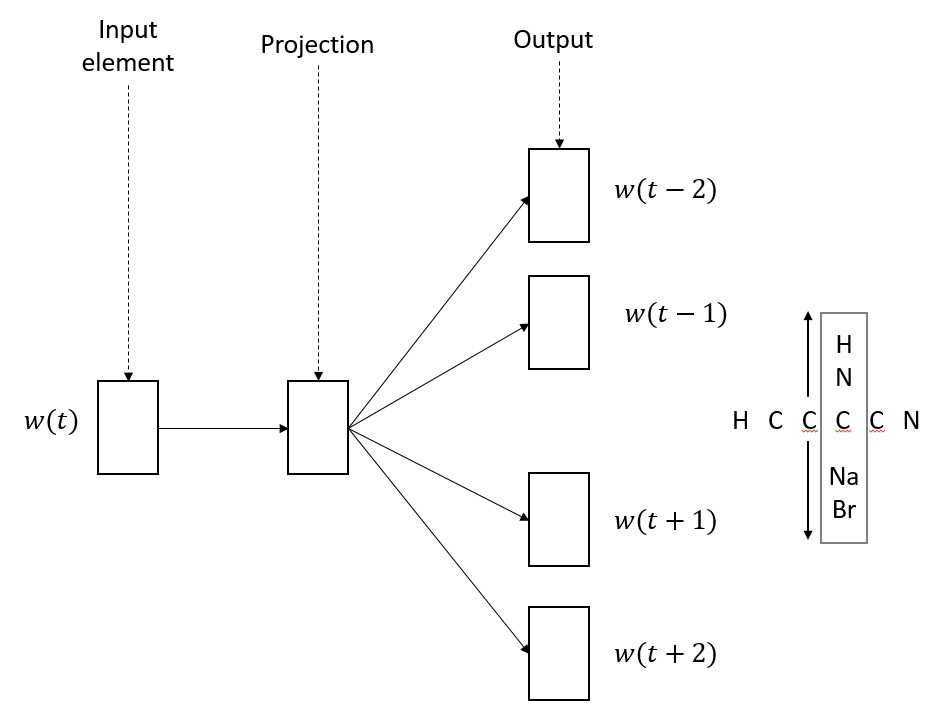 Input
element
Projection
Output
w(t − 2)
w(t − 1)
w(t)
w(t + 1)
w(t + 2)
H
N
H C C C C N
Na
Br